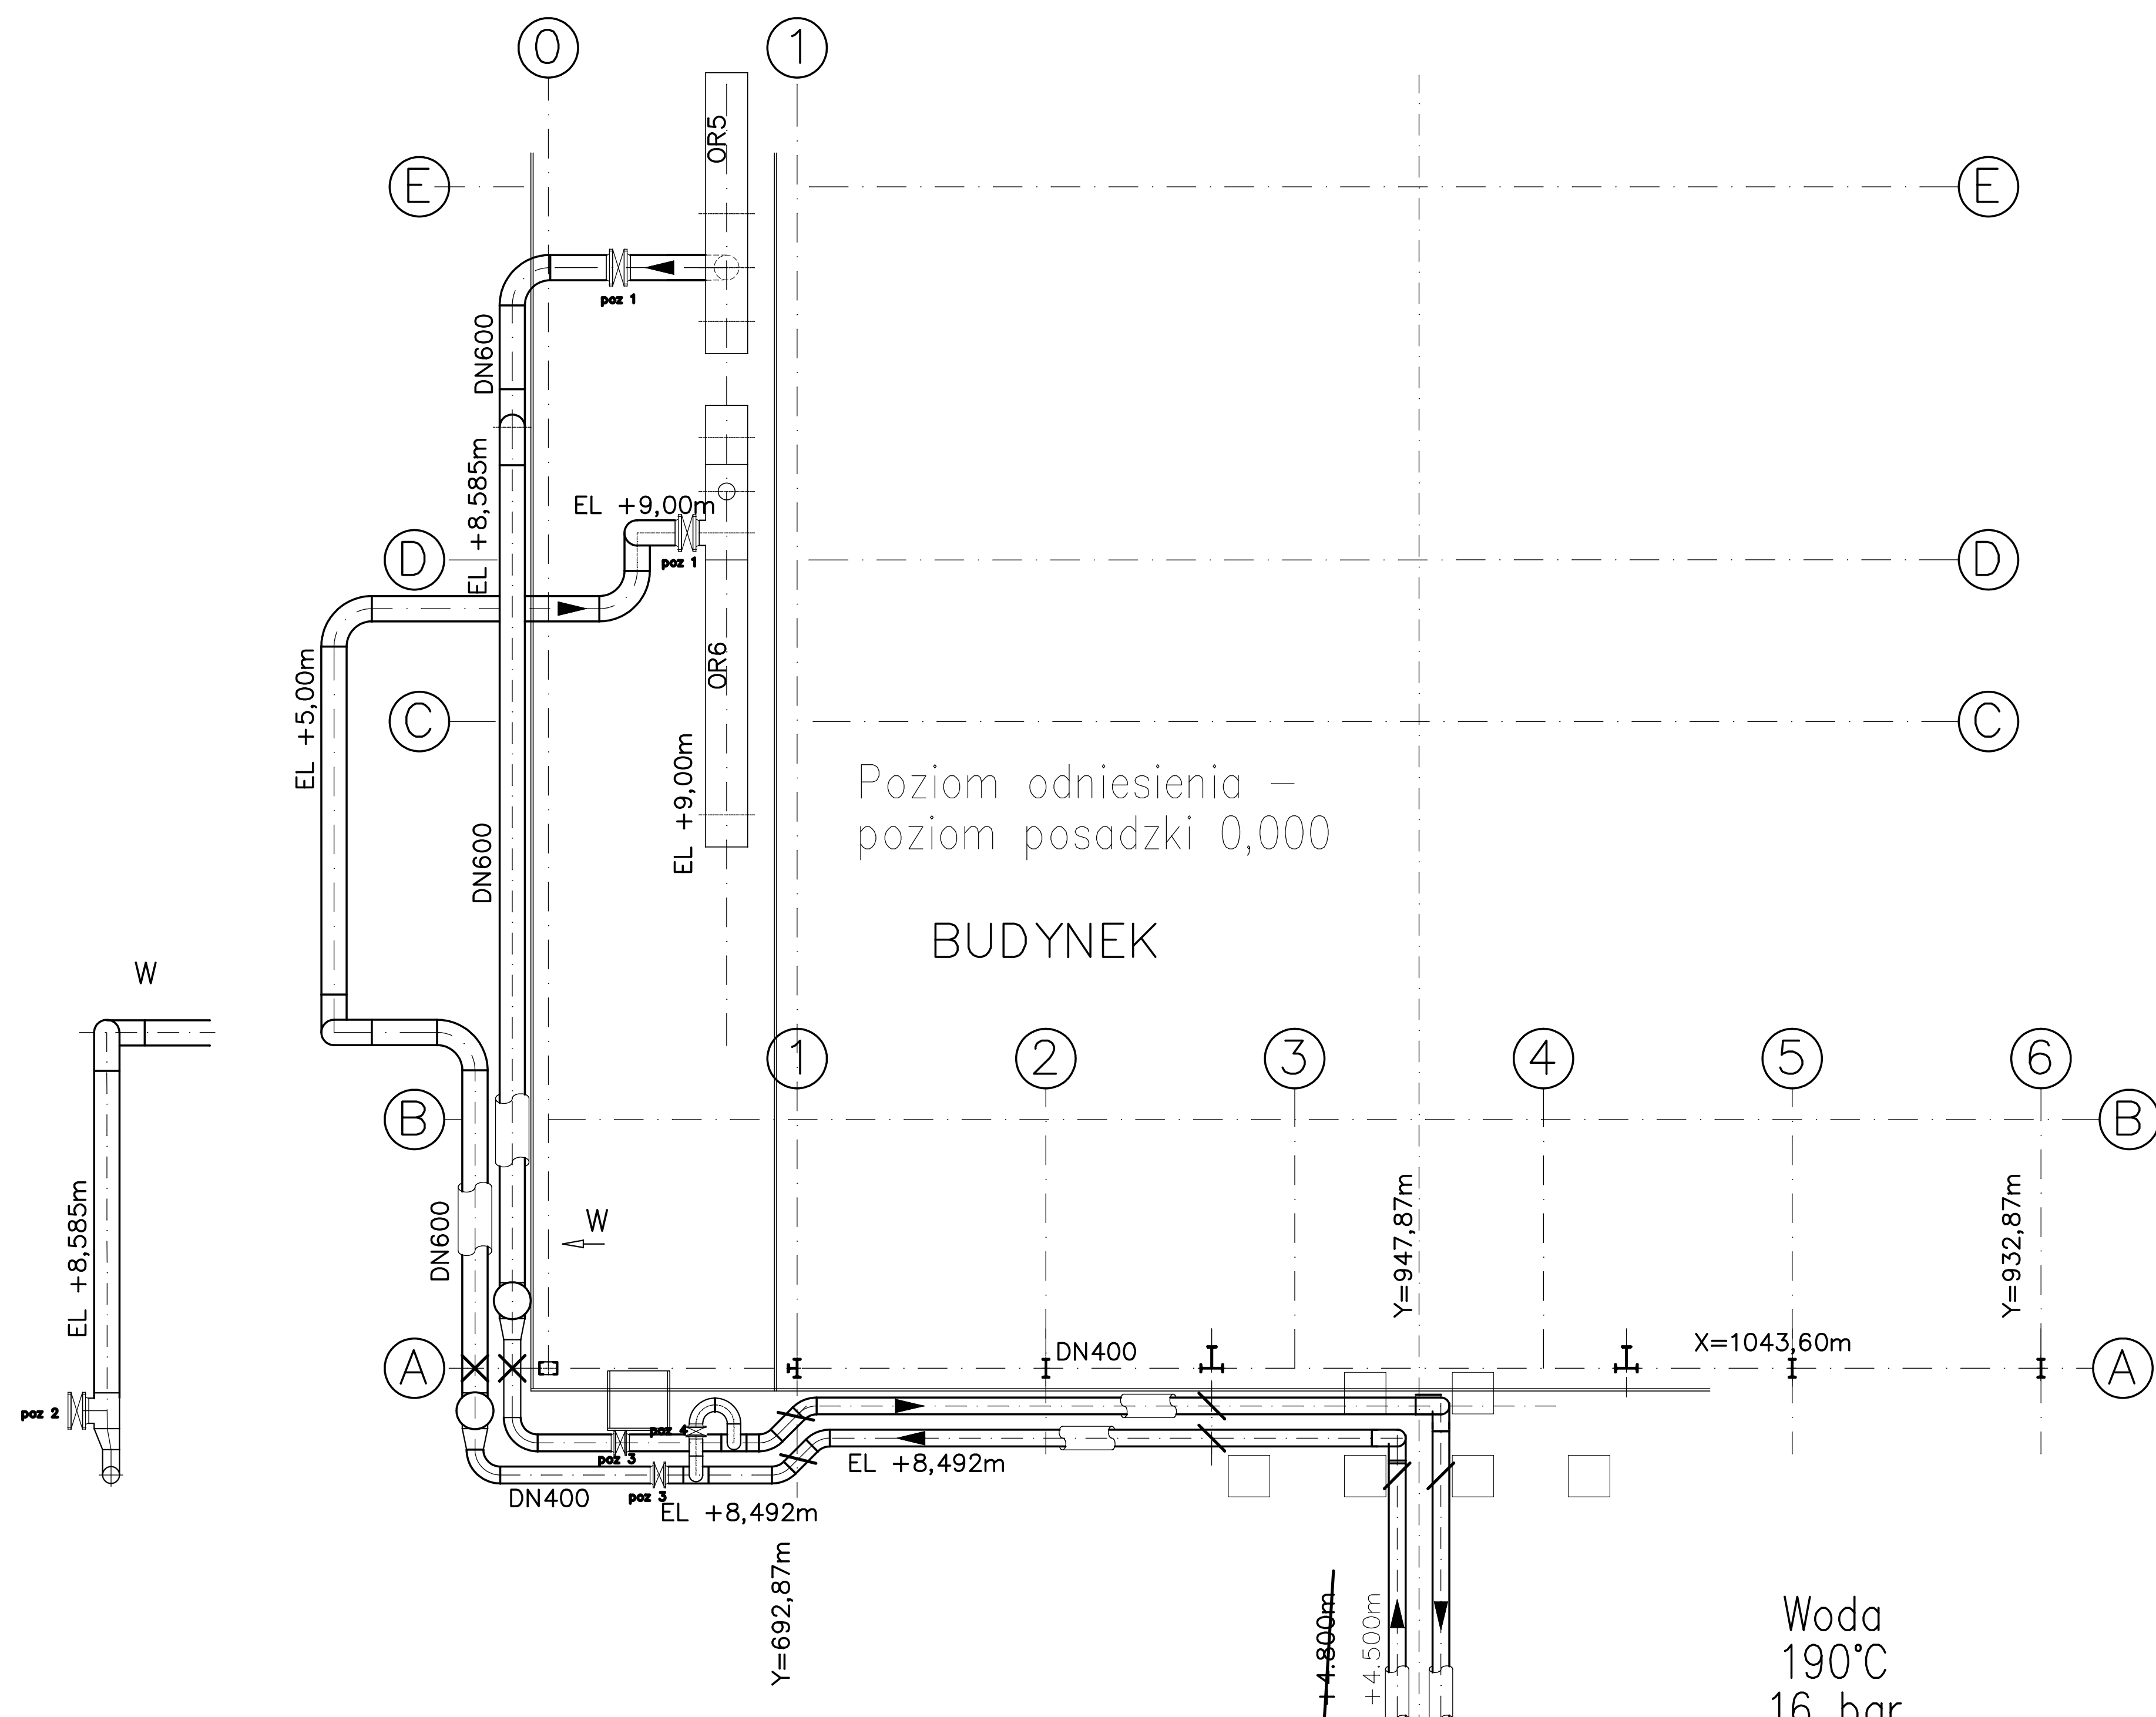 0
1
OR5
E
E
poz 1
DN600
EL +8,585m
EL +9,00m
D
poz 1
D
OR6
EL +5,00m
C
C
EL +9,00m
Poziom odniesienia –
poziom posadzki 0,000
DN600
BUDYNEK
W
1
2
3
4
5
6
B
B
EL +8,585m
DN600
W
Y=947,87m
Y=932,87m
A
DN400
X=1043,60m
A
poz 2
poz 4
poz 3
EL +8,492m
poz 3
DN400
EL +8,492m
Y=692,87m
+4.800m
+4.500m
Woda
190°C
16 bar